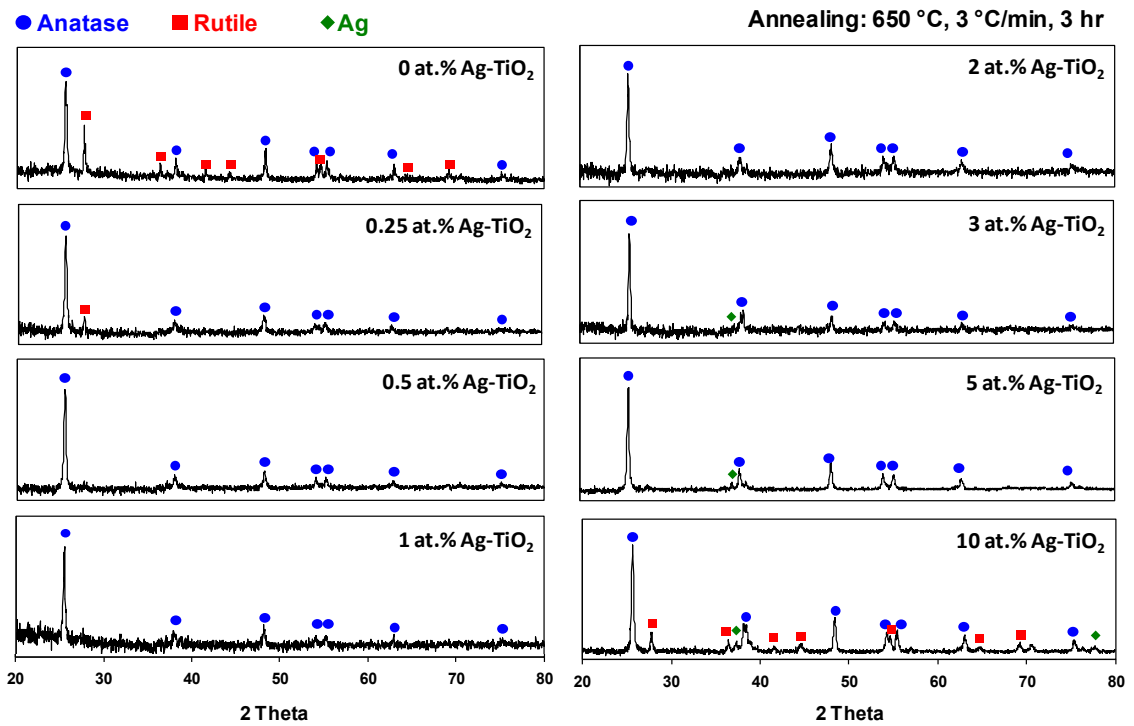 Anatase Rutile Ag
Annealing: 650 °C, 3 °C/min, 3 hr
0 at.% Ag-TiO₂
0.25 at.% Ag-TiO₂
0.5 at.% Ag-TiO₂
1 at.% Ag-TiO₂
20 30 40 50 60 70 80
2 Theta
2 at.% Ag-TiO₂
3 at.% Ag-TiO₂
5 at.% Ag-TiO₂
10 at.% Ag-TiO₂
20 30 40 50 60 70 80
2 Theta